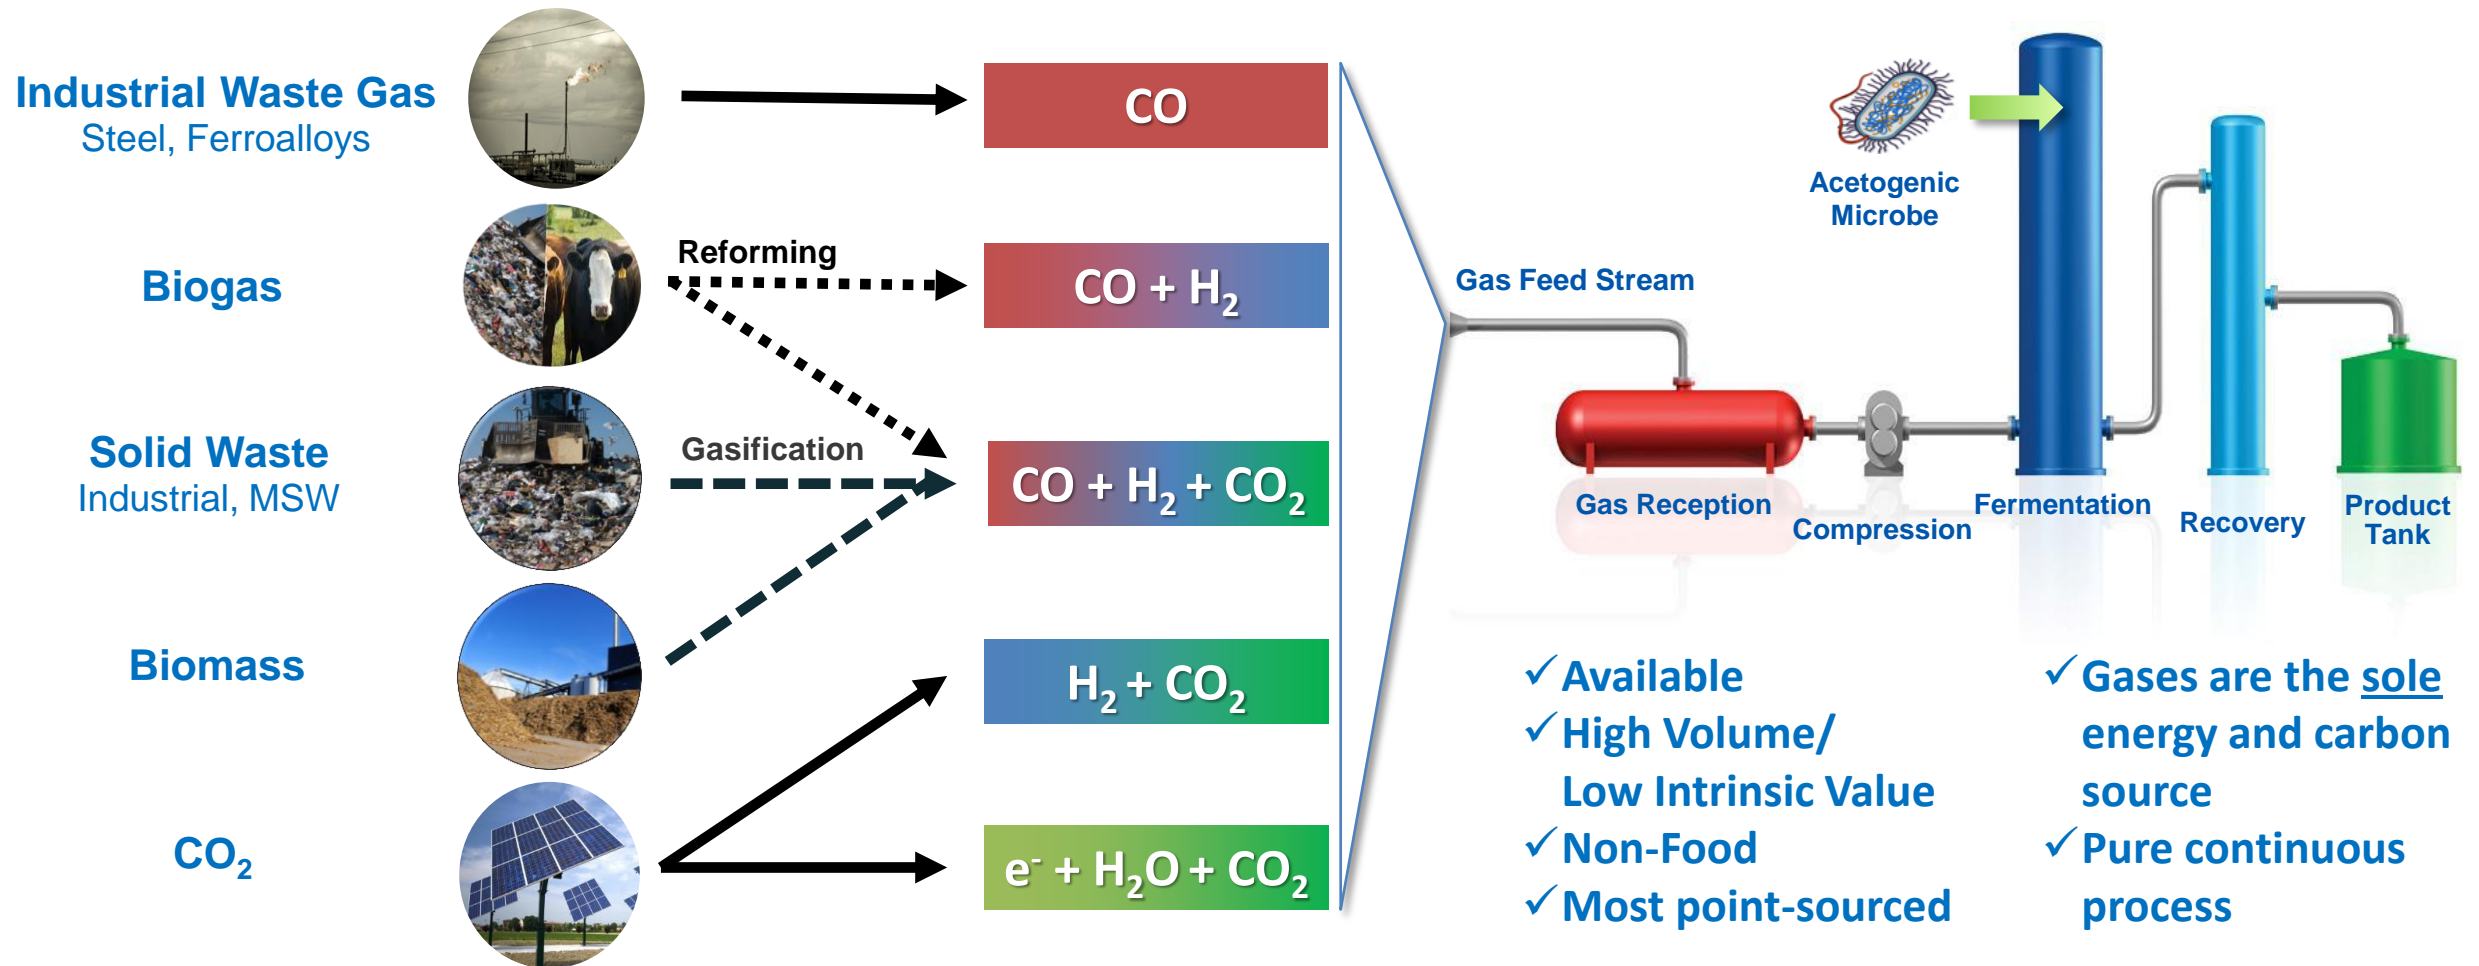 Industrial Waste Gas
Steel, Ferroalloys
Biogas
Solid Waste
Industrial, MSW
Biomass
CO₂
Reforming
Gasification
CO
CO + H₂
CO + H₂ + CO₂
H₂ + CO₂
e⁻ + H₂O + CO₂
Gas Feed Stream
Acetogenic
Microbe
Gas Reception
Compression
Fermentation
Recovery
Product
Tank
✓ Available
✓ High Volume/
Low Intrinsic Value
✓ Non-Food
✓ Most point-sourced
✓ Gases are the sole
energy and carbon
source
✓ Pure continuous
process